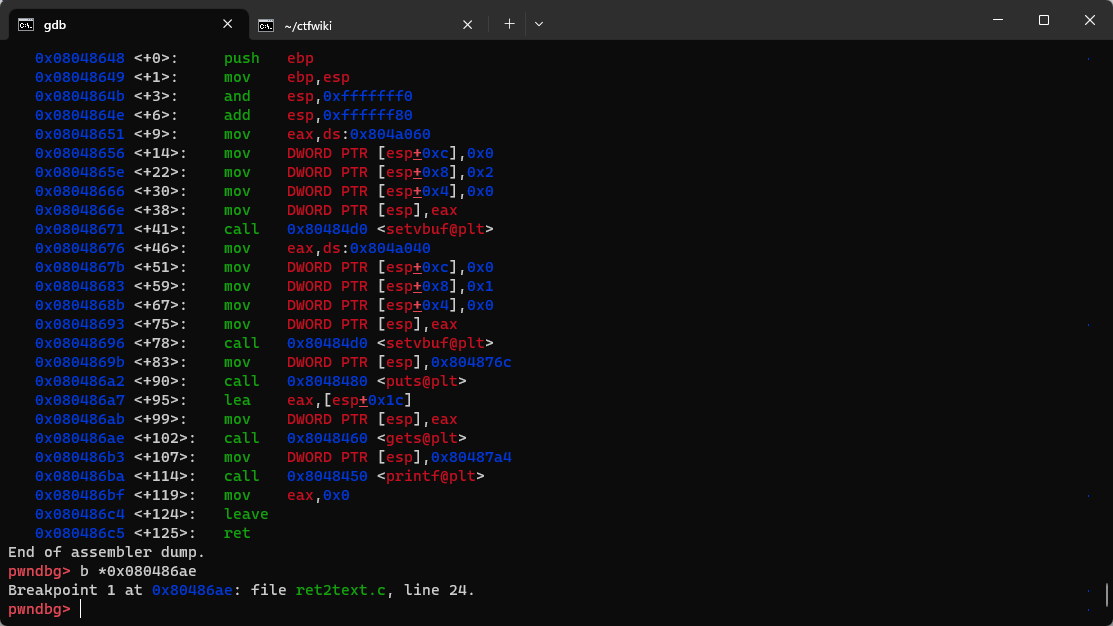 gdb
~/ctfwiki
0x08048648 <+0>:     push   ebp
0x08048649 <+1>:     mov    ebp,esp
0x0804864b <+3>:     and    esp,0xfffffff0
0x0804864e <+6>:     add    esp,0xffffff80
0x08048651 <+9>:     mov    eax,ds:0x804a060
0x08048656 <+14>:    mov    DWORD PTR [esp+0xc],0x0
0x0804865e <+22>:    mov    DWORD PTR [esp+0x8],0x2
0x08048666 <+30>:    mov    DWORD PTR [esp+0x4],0x0
0x0804866e <+38>:    mov    DWORD PTR [esp],eax
0x08048671 <+41>:    call   0x80484d0 <setvbuf@plt>
0x08048676 <+46>:    mov    eax,ds:0x804a040
0x0804867b <+51>:    mov    DWORD PTR [esp+0xc],0x0
0x08048683 <+59>:    mov    DWORD PTR [esp+0x8],0x1
0x0804868b <+67>:    mov    DWORD PTR [esp+0x4],0x0
0x08048693 <+75>:    mov    DWORD PTR [esp],eax
0x08048696 <+78>:    call   0x80484d0 <setvbuf@plt>
0x0804869b <+83>:    mov    DWORD PTR [esp],0x804876c
0x080486a2 <+90>:    call   0x8048480 <puts@plt>
0x080486a7 <+95>:    lea    eax,[esp+0x1c]
0x080486ab <+99>:    mov    DWORD PTR [esp],eax
0x080486ae <+102>:   call   0x8048460 <gets@plt>
0x080486b3 <+107>:   mov    DWORD PTR [esp],0x80487a4
0x080486ba <+114>:   call   0x8048450 <printf@plt>
0x080486bf <+119>:   mov    eax,0x0
0x080486c4 <+124>:   leave
0x080486c5 <+125>:   ret
End of assembler dump.
pwndbg> b *0x080486ae
Breakpoint 1 at 0x80486ae: file ret2text.c, line 24.
pwndbg>